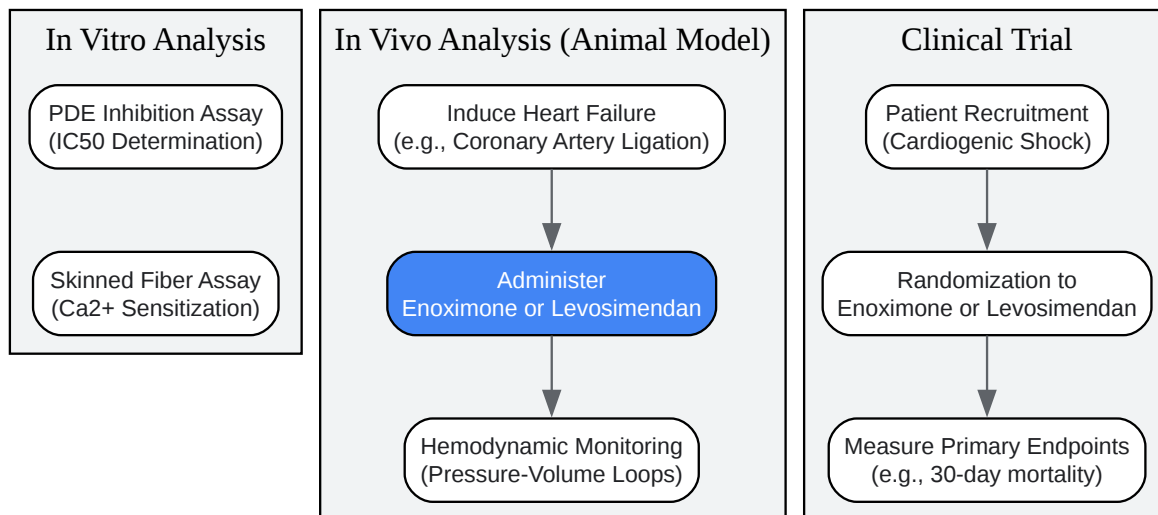 In Vitro Analysis
PDE Inhibition Assay
(IC50 Determination)
Skinned Fiber Assay
(Ca2+ Sensitization)
In Vivo Analysis (Animal Model)
Induce Heart Failure
(e.g., Coronary Artery Ligation)
Administer
Enoximone or Levosimendan
Hemodynamic Monitoring
(Pressure-Volume Loops)
Clinical Trial
Patient Recruitment
(Cardiogenic Shock)
Randomization to
Enoximone or Levosimendan
Measure Primary Endpoints
(e.g., 30-day mortality)